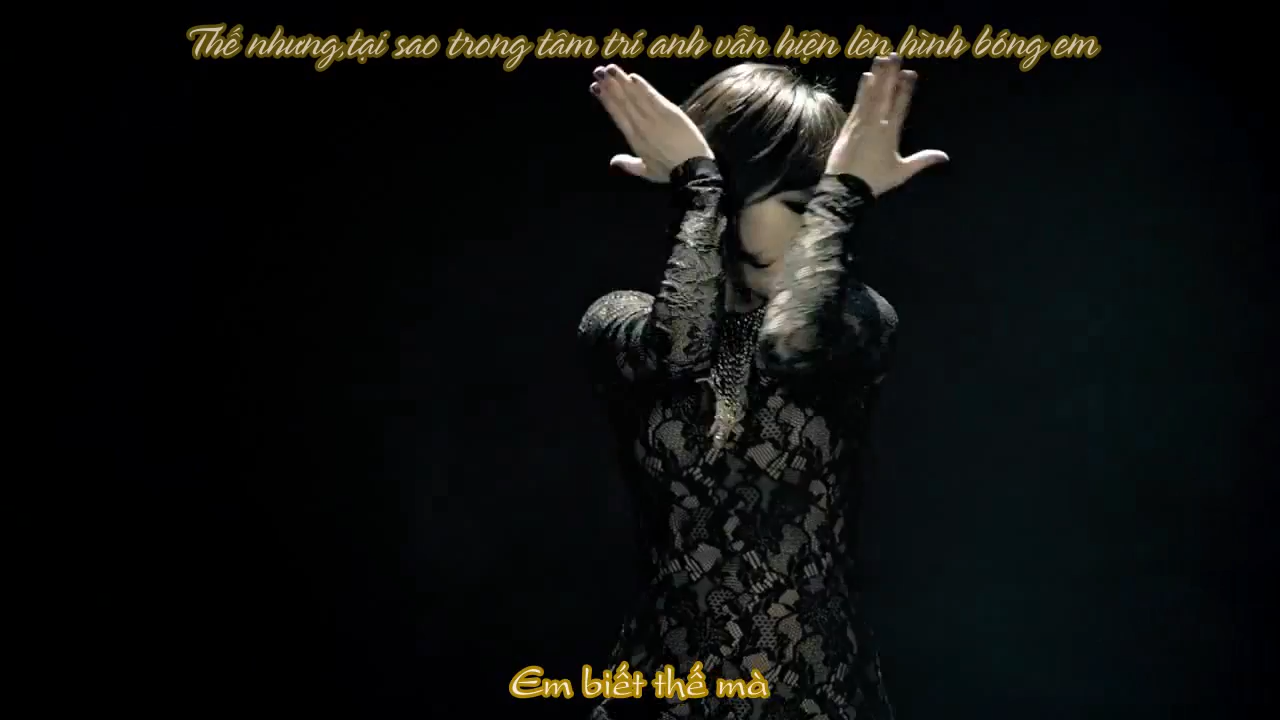 Thế nhưng,tại sao trong tâm trí anh vẫn hiện lên hình bóng em
Em biết thế mà